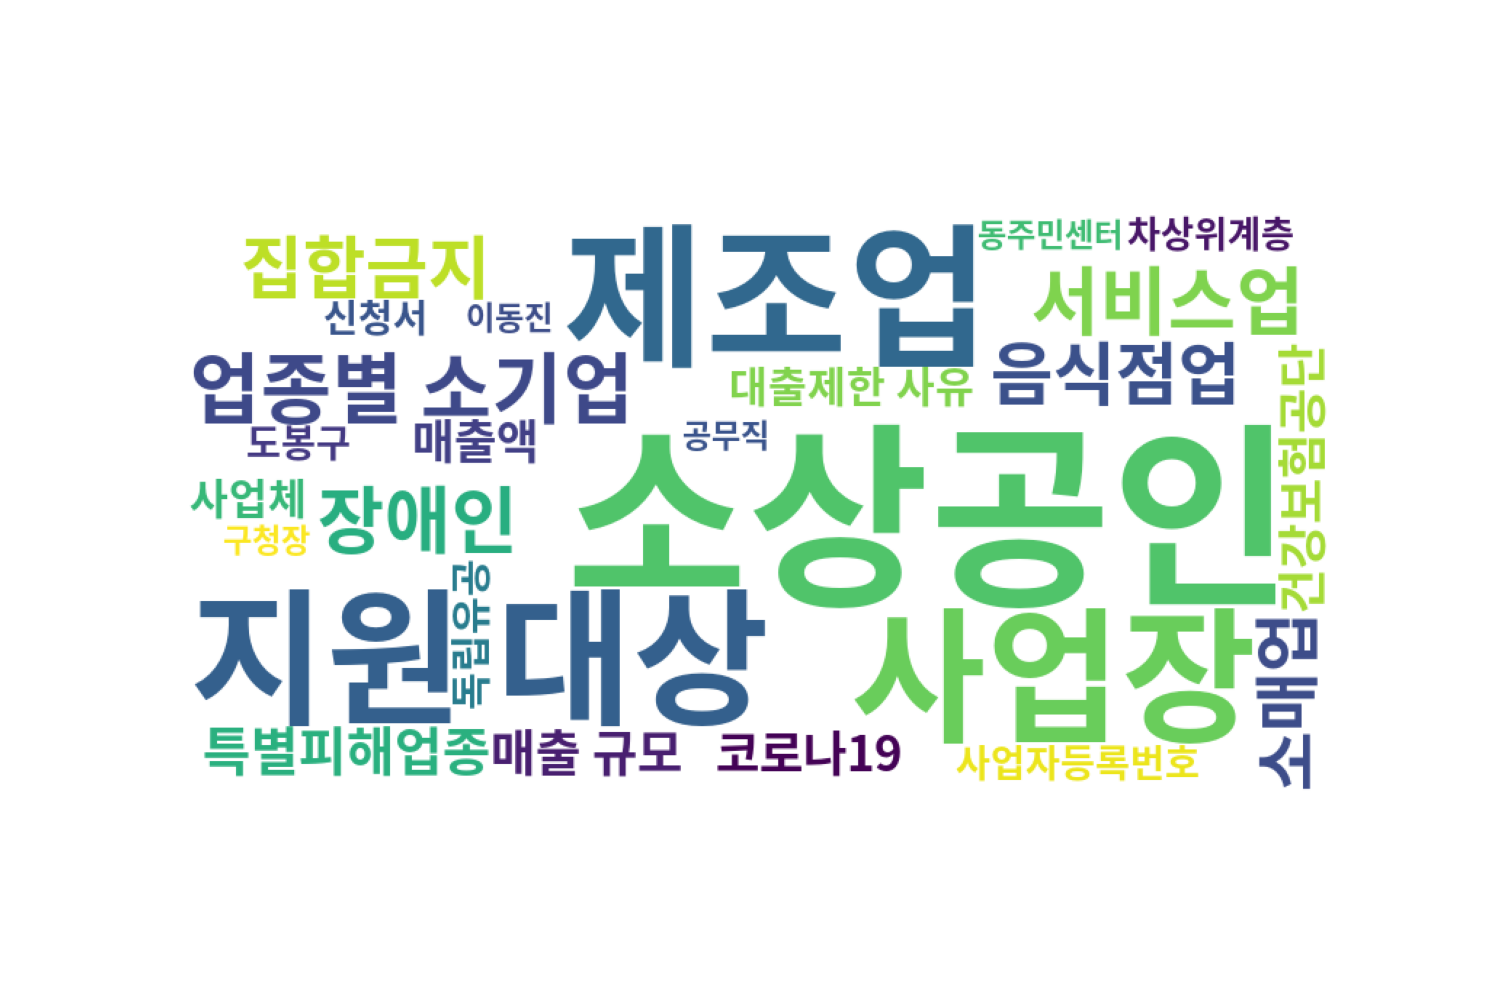 동주민센터 차상위계층
집합금지
제조업
서비스업
신청서
이동진
업종별 소기업
대출제한 사유
음식점업
도봉구
매출액
공무직
소상공인
건강보험공단
사업체
장애인
구청장
지원대상
독립유공
사업장
소매업
특별피해업종
매출 규모
코로나19
사업자등록번호